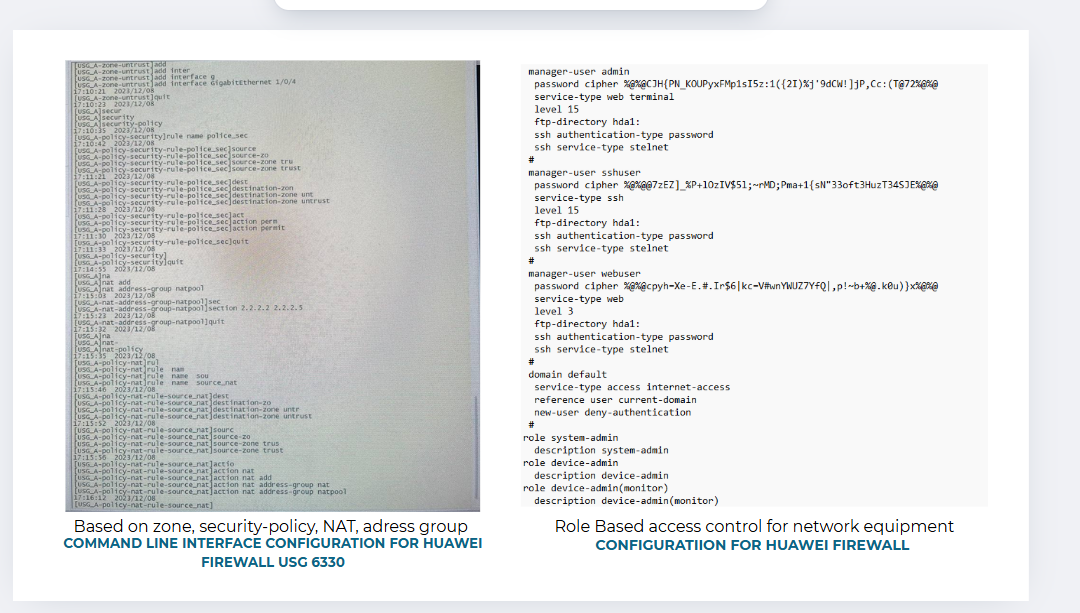 [USG_A-zone-untrust]add
[USG_A-zone-untrust]add inter
[USG_A-zone-untrust]add interface g
[USG_A-zone-untrust]add interface GigabitEthernet 1/0/4
17:10:21 2023/12/08
[USG_A-zone-untrust]quit
17:10:23 2023/12/08
[USG_A]secur
[USG_A]security
[USG_A]security-policy
17:10:35 2023/12/08
[USG_A-policy-security]rule name police_sec
17:10:42 2023/12/08
[USG_A-policy-security-rule-police_sec]source
[USG_A-policy-security-rule-police_sec]source-zo
[USG_A-policy-security-rule-police_sec]source-zone tru
[USG_A-policy-security-rule-police_sec]source-zone trust
17:11:21 2023/12/08
[USG_A-policy-security-rule-police_sec]dest
[USG_A-policy-security-rule-police_sec]destination-zon
[USG_A-policy-security-rule-police_sec]destination-zone unt
[USG_A-policy-security-rule-police_sec]destination-zone untrust
17:11:28 2023/12/08
[USG_A-policy-security-rule-police_sec]act
[USG_A-policy-security-rule-police_sec]action perm
[USG_A-policy-security-rule-police_sec]action permit
17:11:30 2023/12/08
[USG_A-policy-security-rule-police_sec]quit
17:11:33 2023/12/08
[USG_A-policy-security]
[USG_A-policy-security]quit
17:14:55 2023/12/08
[USG_A]na
[USG_A]nat add
[USG_A]nat address-group natpool
17:15:03 2023/12/08
[USG_A-nat-address-group-natpool]sec
[USG_A-nat-address-group-natpool]section 2.2.2.2 2.2.2.5
17:15:23 2023/12/08
[USG_A-nat-address-group-natpool]quit
17:15:32 2023/12/08
[USG_A]na
[USG_A]nat-
[USG_A]nat-policy
17:15:35 2023/12/08
[USG_A-policy-nat]rul
[USG_A-policy-nat]rule nam
[USG_A-policy-nat]rule name sou
[USG_A-policy-nat]rule name source_nat
17:15:46 2023/12/08
[USG_A-policy-nat-rule-source_nat]dest
[USG_A-policy-nat-rule-source_nat]destination-zo
[USG_A-policy-nat-rule-source_nat]destination-zone untr
[USG_A-policy-nat-rule-source_nat]destination-zone untrust
17:15:52 2023/12/08
[USG_A-policy-nat-rule-source_nat]sourc
[USG_A-policy-nat-rule-source_nat]source-zo
[USG_A-policy-nat-rule-source_nat]source-zone trus
[USG_A-policy-nat-rule-source_nat]source-zone trust
17:15:56 2023/12/08
[USG_A-policy-nat-rule-source_nat]actio
[USG_A-policy-nat-rule-source_nat]action nat
[USG_A-policy-nat-rule-source_nat]action nat add
[USG_A-policy-nat-rule-source_nat]action nat address-group nat
[USG_A-policy-nat-rule-source_nat]action nat address-group natpool
17:16:12 2023/12/08
[USG_A-policy-nat-rule-source_nat]
Based on zone, security-policy, NAT, adress group
COMMAND LINE INTERFACE CONFIGURATION FOR HUAWEI
FIREWALL USG 6330
manager-user admin
password cipher %@%@CJH{PN_KOUPyxFMp1sI5z:1({2I)%j'9dCW!]jP,Cc:(T@72%@%@
service-type web terminal
level 15
ftp-directory hda1:
ssh authentication-type password
ssh service-type stelnet
#
manager-user sshuser
password cipher %@%@@7zEZ]_%P+lOzIV$5l;~rMD;Pma+1{sN"33oft3HuzT34SJE%@%@
service-type ssh
level 15
ftp-directory hda1:
ssh authentication-type password
ssh service-type stelnet
#
manager-user webuser
password cipher %@%@cpyh=Xe-E.#.Ir$6|kc=V#wnYWUZ7YfQ|,p!~b+%@.k0u)}x%@%@
service-type web
level 3
ftp-directory hda1:
ssh authentication-type password
ssh service-type stelnet
#
domain default
service-type access internet-access
reference user current-domain
new-user deny-authentication
#
role system-admin
description system-admin
role device-admin
description device-admin
role device-admin(monitor)
description device-admin(monitor)
Role Based access control for network equipment
CONFIGURATIION FOR HUAWEI FIREWALL